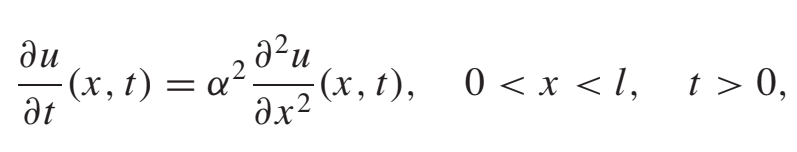 ∂u/∂t (x, t) = α² ∂²u/∂x² (x, t), 0 < x < l, t > 0,